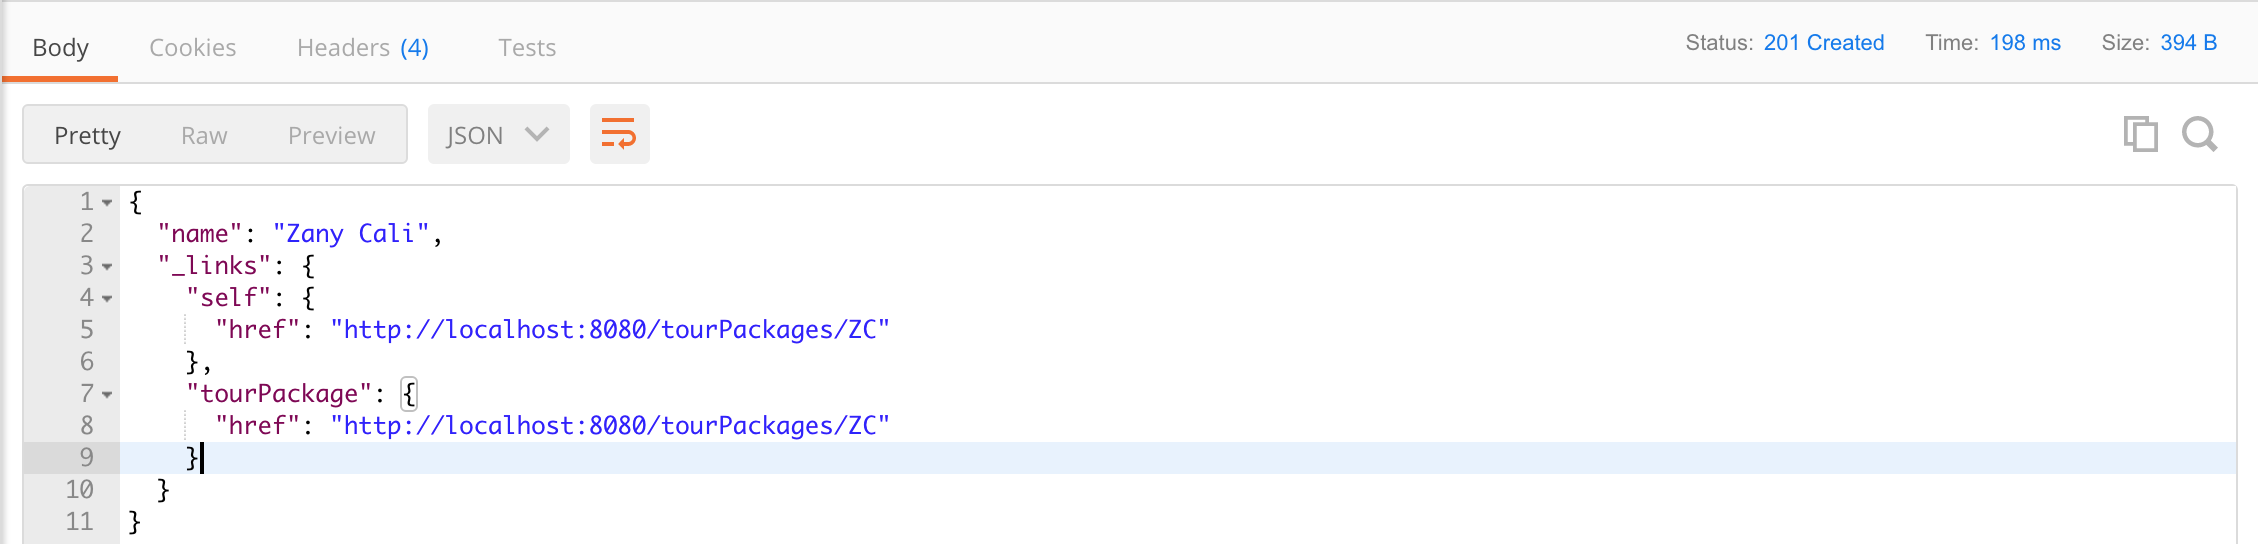 Body Cookies Headers (4) Tests Status: 201 Created Time: 198 ms Size: 394 B
Pretty Raw Preview JSON
1 {
2 "name": "Zany Cali",
3 "_links": {
4 "self": {
5 "href": "http://localhost:8080/tourPackages/ZC"
6 },
7 "tourPackage": {
8 "href": "http://localhost:8080/tourPackages/ZC"
9 }
10 }
11 }